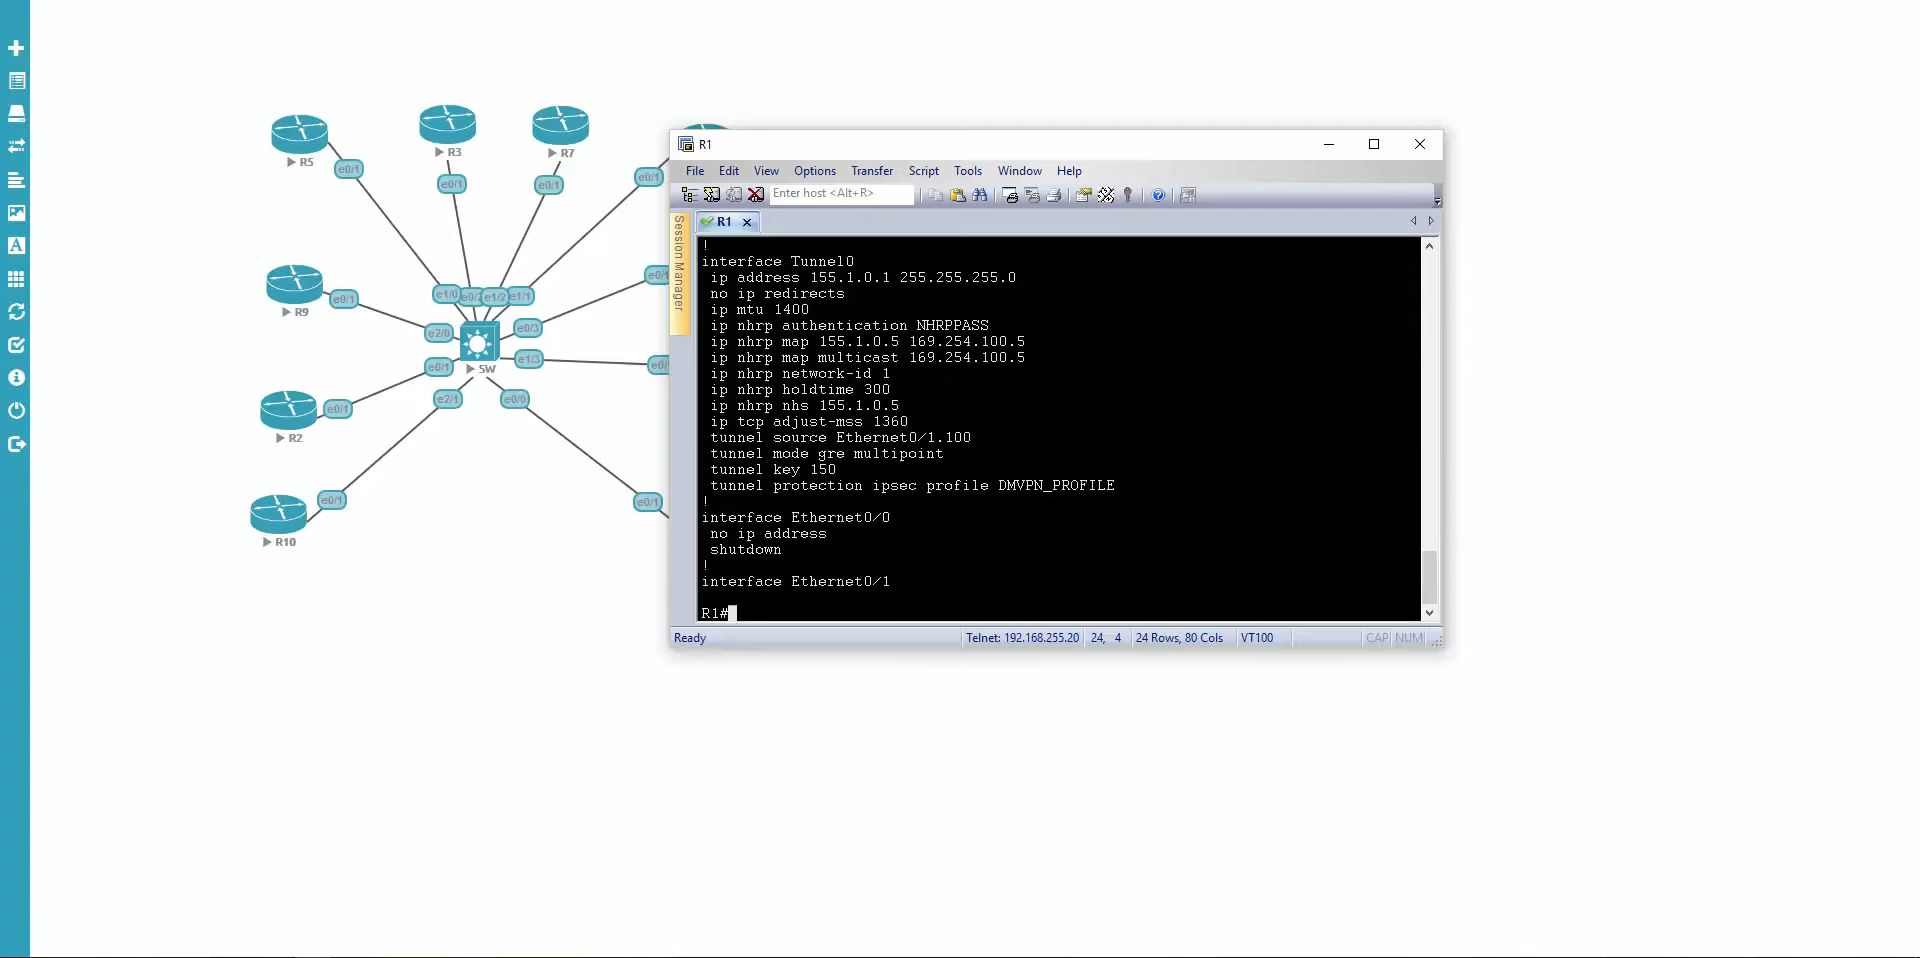 R5
R3
R7
e0/1
e0/1
e0/1
e0/1
R9
e0/1
e1/0
e1/2
e1/1
e2/0
e0/3
SW
e0/1
e1/3
R2
e0/1
e2/1
e0/0
R10
e0/1
e0/1
R1
File Edit View Options Transfer Script Tools Window Help
Enter host <Alt+R>
Session Manager
R1
!
interface Tunnel0
ip address 155.1.0.1 255.255.255.0
no ip redirects
ip mtu 1400
ip nhrp authentication NHRPPASS
ip nhrp map 155.1.0.5 169.254.100.5
ip nhrp map multicast 169.254.100.5
ip nhrp network-id 1
ip nhrp holdtime 300
ip nhrp nhs 155.1.0.5
ip tcp adjust-mss 1360
tunnel source Ethernet0/1.100
tunnel mode gre multipoint
tunnel key 150
tunnel protection ipsec profile DMVPN_PROFILE
!
interface Ethernet0/0
no ip address
shutdown
!
interface Ethernet0/1
R1#
Ready Telnet: 192.168.255.20 24, 4 24 Rows, 80 Cols VT100 CAP NUM